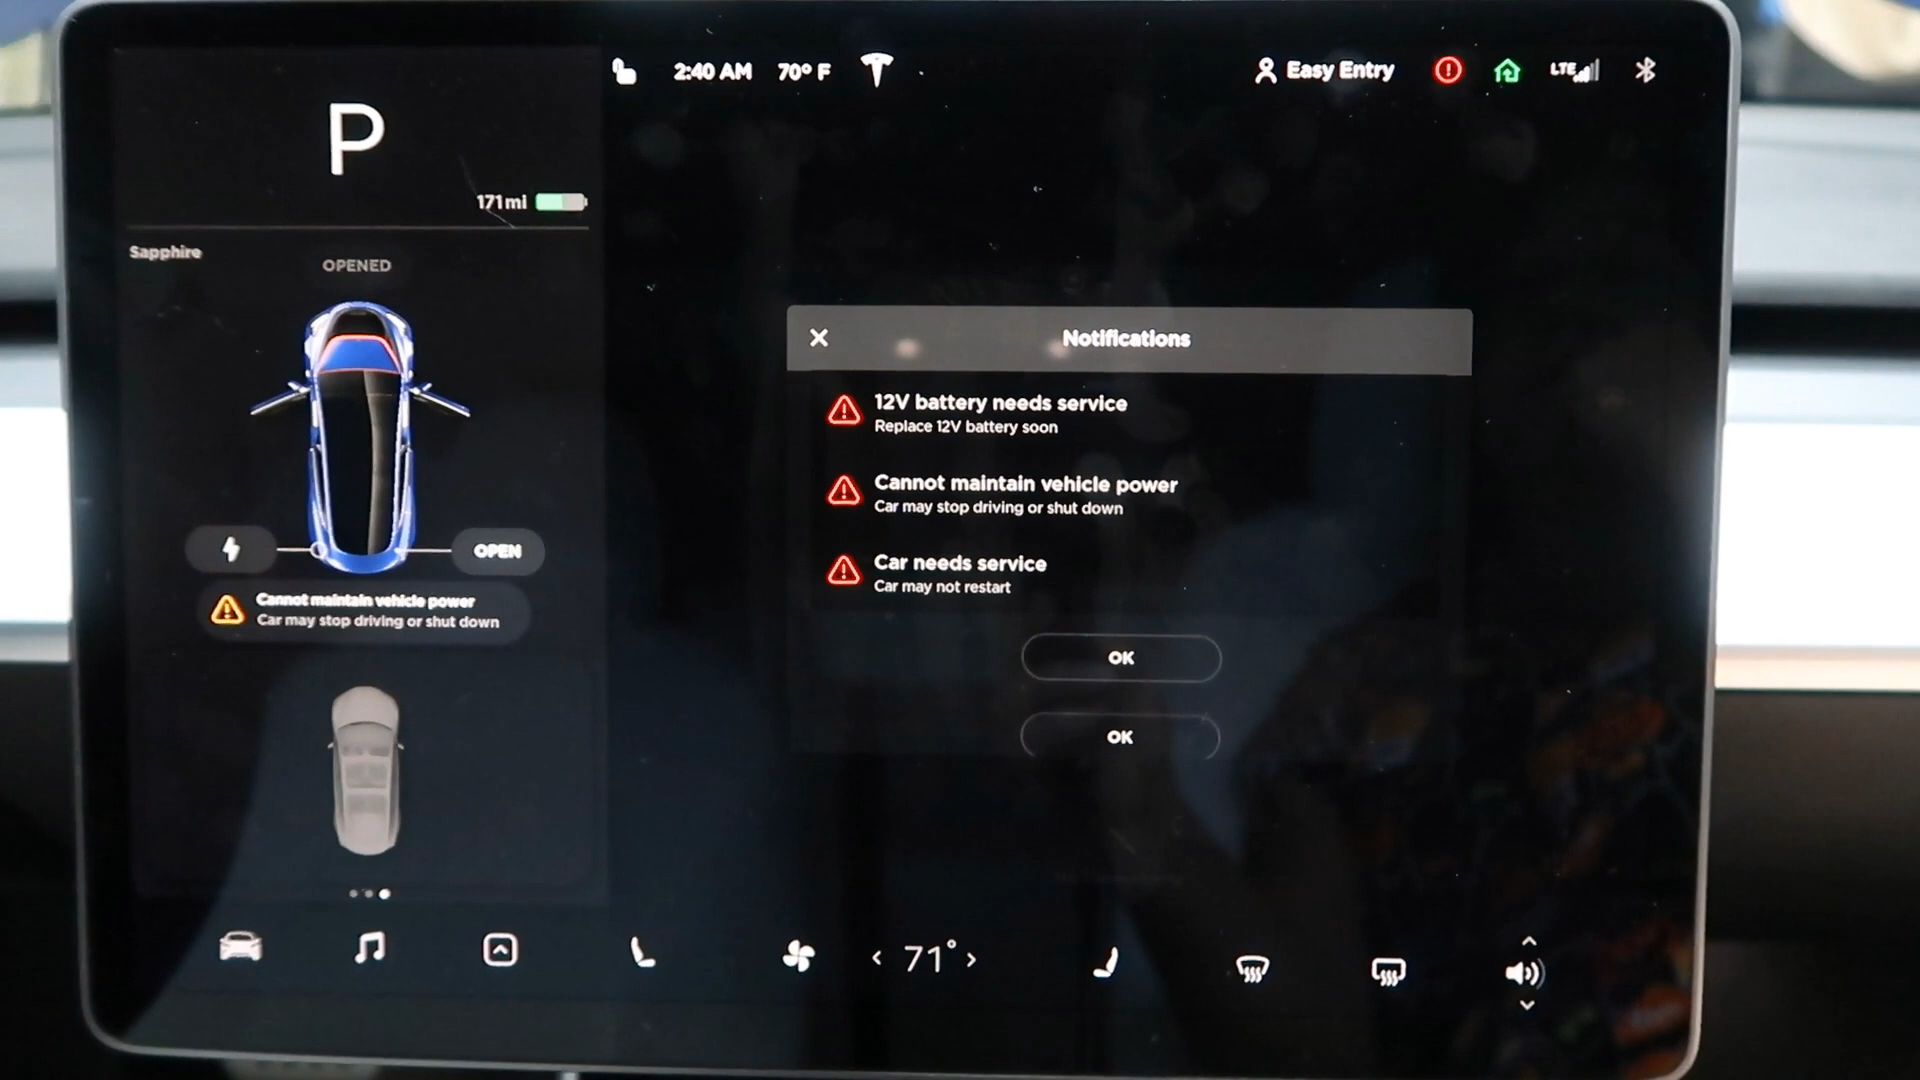 2:40 AM 70° F
Easy Entry
LTE
P
171mi
Sapphire
OPENED
OPEN
Cannot maintain vehicle power
Car may stop driving or shut down
Notifications
12V battery needs service
Replace 12V battery soon
Cannot maintain vehicle power
Car may stop driving or shut down
Car needs service
Car may not restart
OK
OK
71°